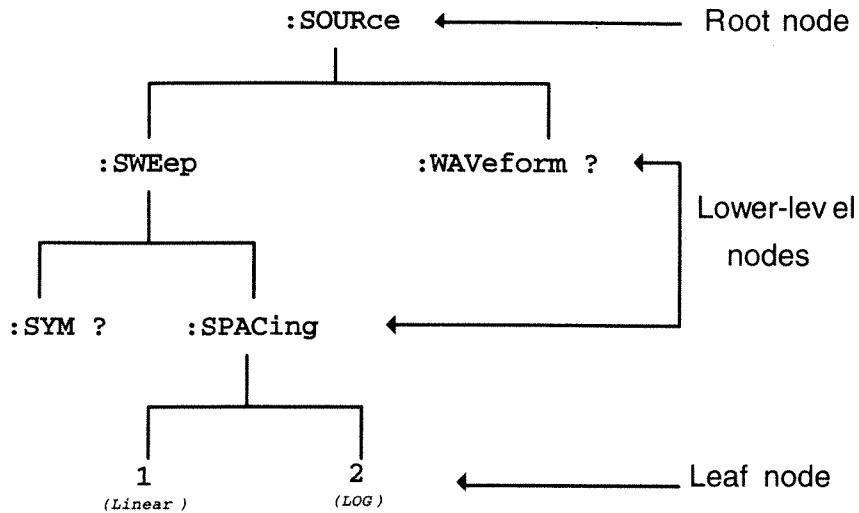 :SOURce Root node
:SWEep :WAVeform ?
Lower-lev el
nodes
:SYM ? :SPACing
1 2 Leaf node
(Linear ) (LOG )